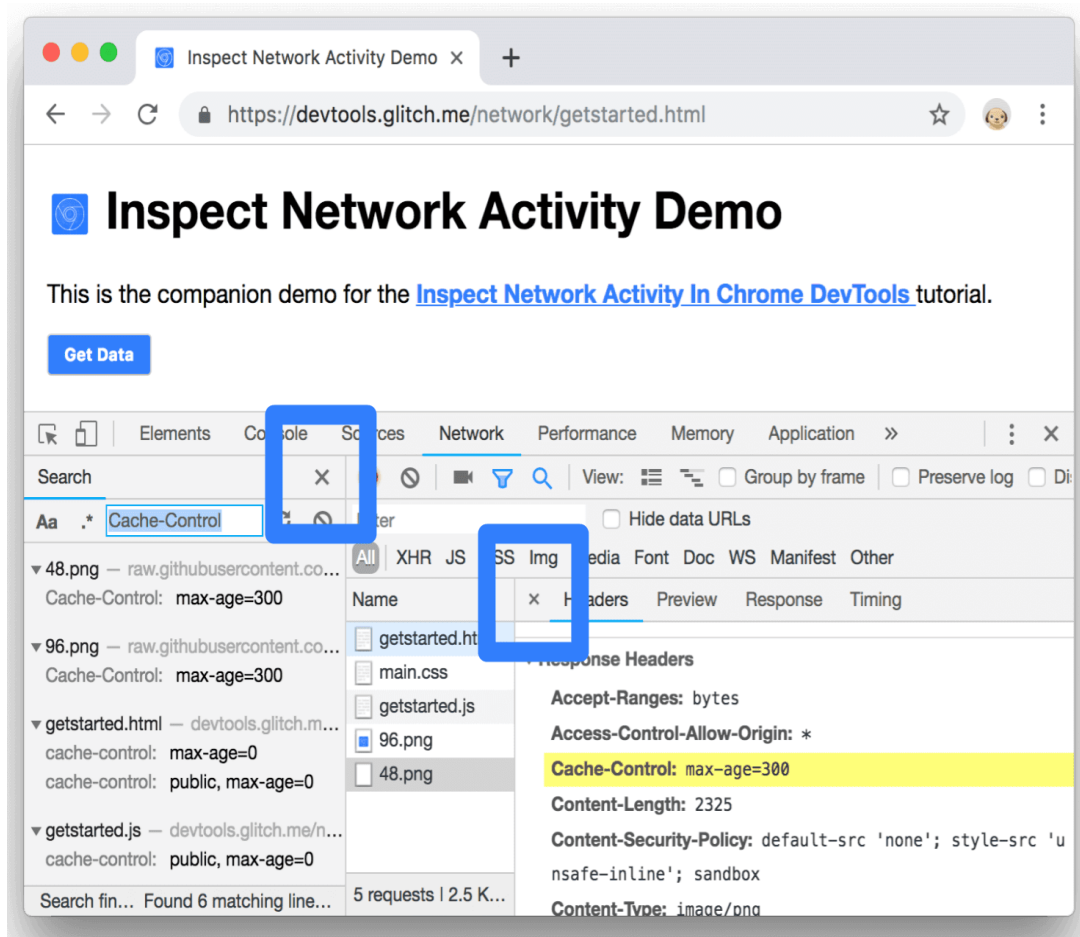 Inspect Network Activity Demo
https://devtools.glitch.me/network/getstarted.html
Inspect Network Activity Demo
This is the companion demo for the Inspect Network Activity In Chrome DevTools tutorial.
Get Data
Elements Console Sources Network Performance Memory Application »
Search
View: Group by frame Preserve log
Aa .* Cache-Control
Hide data URLs
All XHR JS Img Font Doc WS Manifest Other
48.png — raw.githubusercontent.co...
Cache-Control: max-age=300
96.png — raw.githubusercontent.co...
Cache-Control: max-age=300
getstarted.html — devtools.glitch.m...
cache-control: max-age=0
cache-control: public, max-age=0
getstarted.js — devtools.glitch.me/n...
cache-control: public, max-age=0
Search fin... Found 6 matching line...
Name
getstarted.ht
main.css
getstarted.js
96.png
48.png
5 requests | 2.5 K...
Headers Preview Response Timing
Response Headers
Accept-Ranges: bytes
Access-Control-Allow-Origin: *
Cache-Control: max-age=300
Content-Length: 2325
Content-Security-Policy: default-src 'none'; style-src 'u
nsafe-inline'; sandbox
Content-Type: image/png